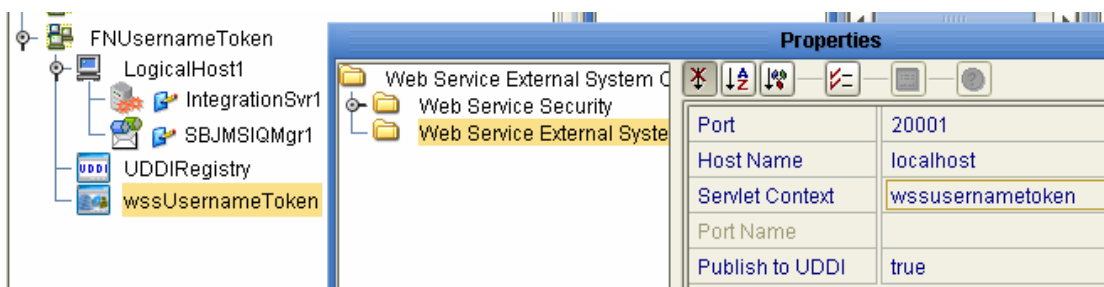 FNUsernameToken
LogicalHost1
IntegrationSvr1
SBJMSIQMgr1
UDDI
UDDIRegistry
wssUsernameToken
Properties
Web Service External System C
Web Service Security
Web Service External Syste
Port 20001
Host Name localhost
Servlet Context wssusernametoken
Port Name
Publish to UDDI true